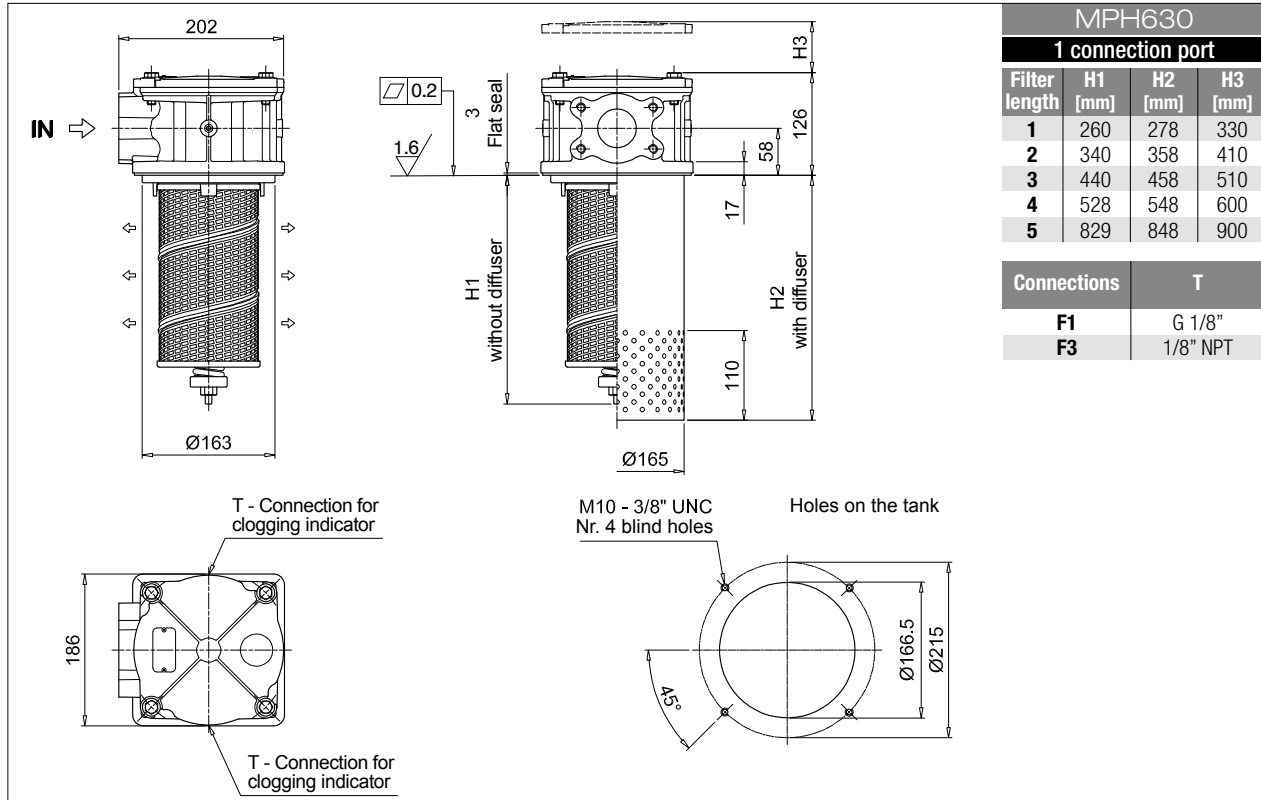 202
IN
Ø163
0.2
1.6
3
Flat seal
H1
without diffuser
H3
126
58
17
H2
with diffuser
110
Ø165
MPH630
1 connection port
Filter length H1 [mm] H2 [mm] H3 [mm]
1 260 278 330
2 340 358 410
3 440 458 510
4 528 548 600
5 829 848 900
Connections T
F1 G 1/8”
F3 1/8” NPT
T - Connection for
clogging indicator
186
T - Connection for
clogging indicator
M10 - 3/8" UNC
Nr. 4 blind holes
Holes on the tank
45°
Ø166.5
Ø215